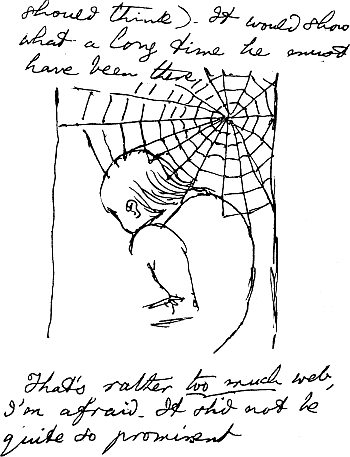 should think). It would show
what a long time he must
have been there,
That's rather too much web,
I'm afraid. It shd not be
quite so prominent